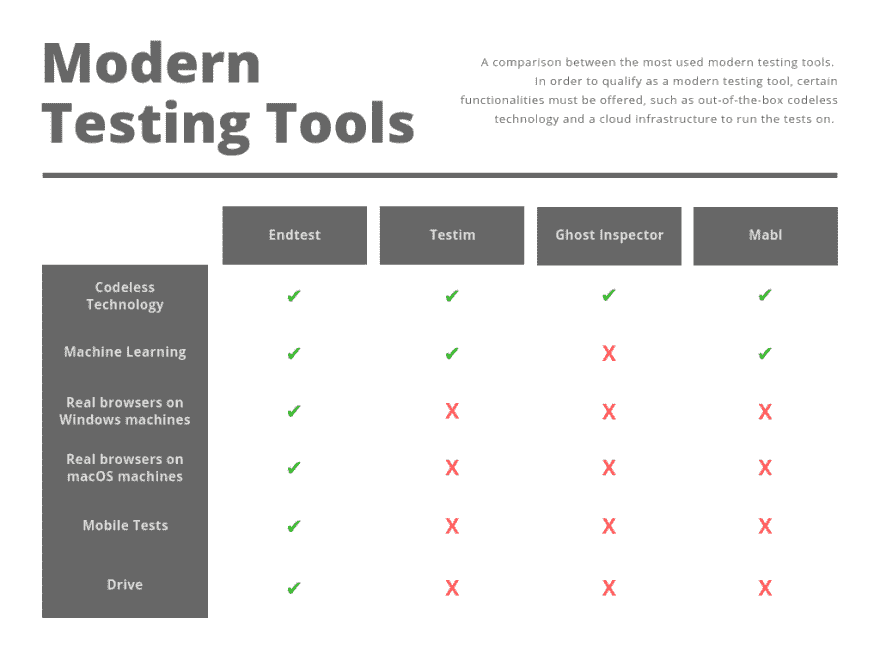 Modern
Testing Tools
A comparison between the most used modern testing tools.
In order to qualify as a modern testing tool, certain
functionalities must be offered, such as out-of-the-box codeless
technology and a cloud infrastructure to run the tests on.
Endtest Testim Ghost Inspector Mabl
Codeless
Technology ✔ ✔ ✔ ✔
Machine Learning ✔ ✔ X ✔
Real browsers on
Windows machines ✔ X X X
Real browsers on
macOS machines ✔ X X X
Mobile Tests ✔ X X X
Drive ✔ X X X